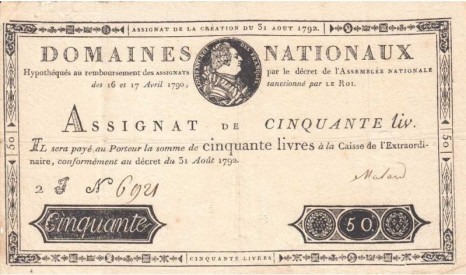 ASSIGNAT DE LA CRÉATION DU 31 AOUT 1792.
DOMAINES NATIONAUX
Hypothéqués au remboursement des ASSIGNATS par le décret de l'ASSEMBLÉE NATIONALE
des 16 et 17 Avril 1790, sanctionné par LE ROI.
ASSIGNAT DE CINQUANTE liv.
IL sera payé au Porteur la somme de cinquante livres à la Caisse de l'Extraordi-
naire, conformément au décret du 31 Août 1792.
2 J N 6921
Cinquante 50
CINQUANTE LIVRES
50
50